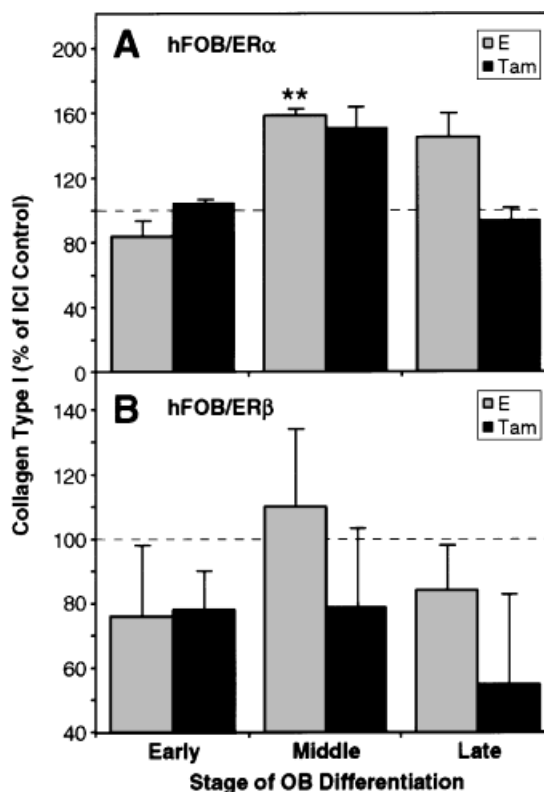 A hFOB/ERα
E
Tam
**
200
160
120
80
40
0
Collagen Type I (% of ICI Control)
B hFOB/ERβ
E
Tam
140
120
100
80
60
40
Early Middle Late
Stage of OB Differentiation